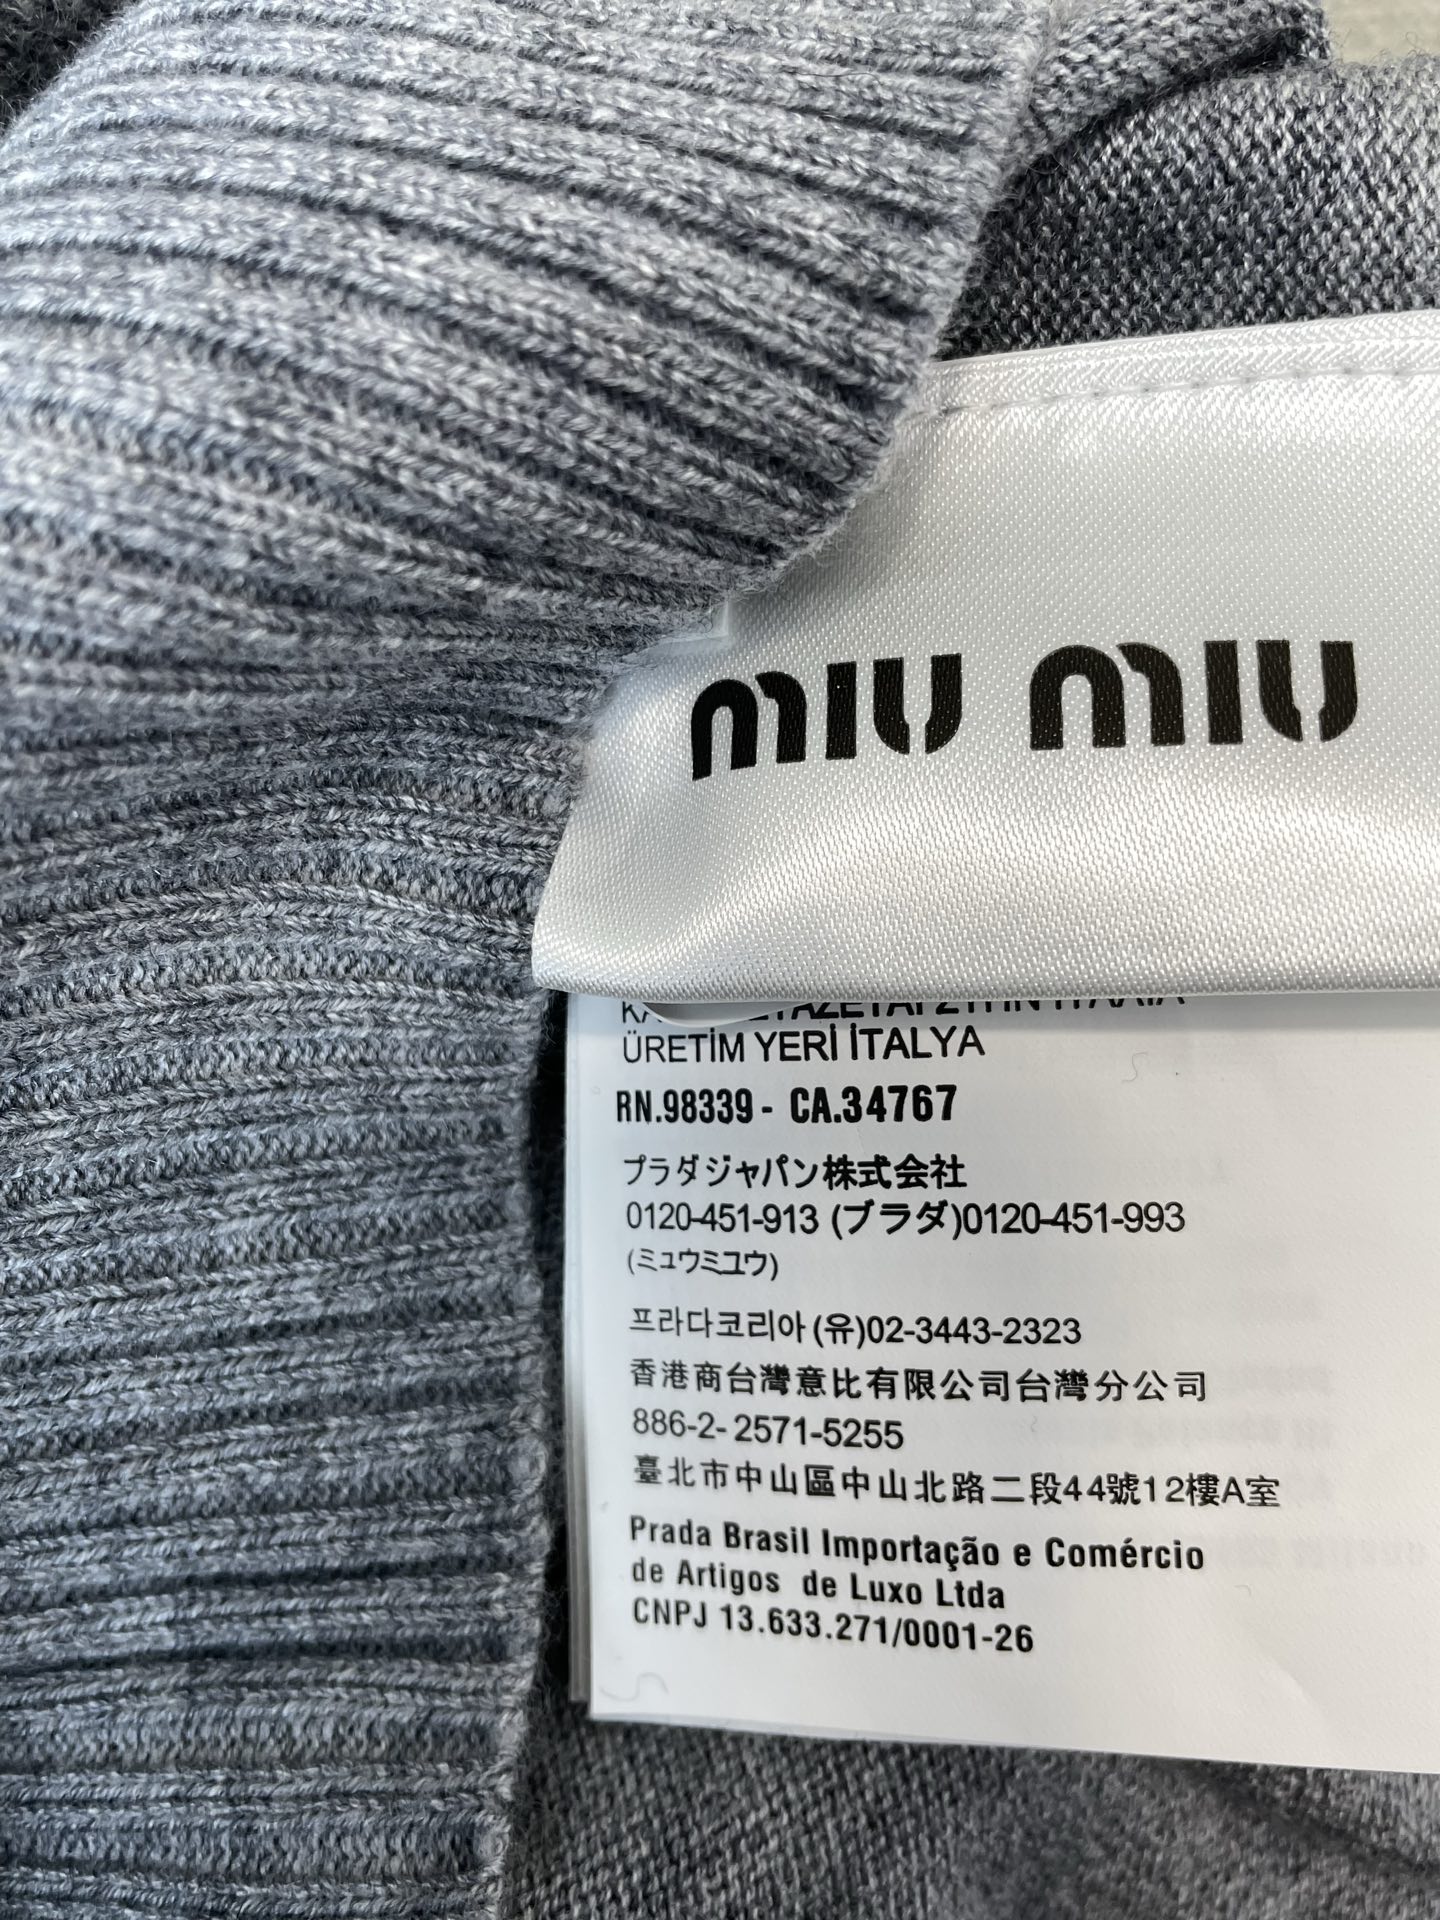 miu miu
ÜRETİM YERİ İTALYA
RN.98339 - CA.34767
プラダジャパン株式会社
0120-451-913 (プラダ)0120-451-993
(ミュウミュウ)
프라다코리아(유)02-3443-2323
香港商台灣意比有限公司台灣分公司
886-2- 2571-5255
臺北市中山區中山北路二段44號12樓A室
Prada Brasil Importação e Comércio
de Artigos de Luxo Ltda
CNPJ 13.633.271/0001-26